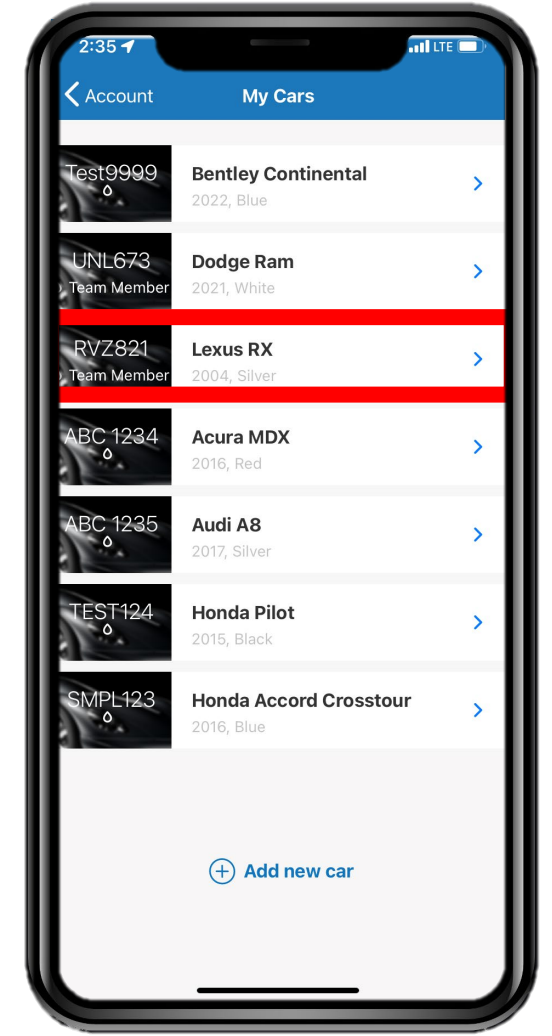 2:35 LTE
Account My Cars
Test9999
Bentley Continental
2022, Blue
UNL673
Team Member
Dodge Ram
2021, White
RVZ821
Team Member
Lexus RX
2004, Silver
ABC 1234
Acura MDX
2016, Red
ABC 1235
Audi A8
2017, Silver
TEST124
Honda Pilot
2015, Black
SMPL123
Honda Accord Crosstour
2016, Blue
Add new car